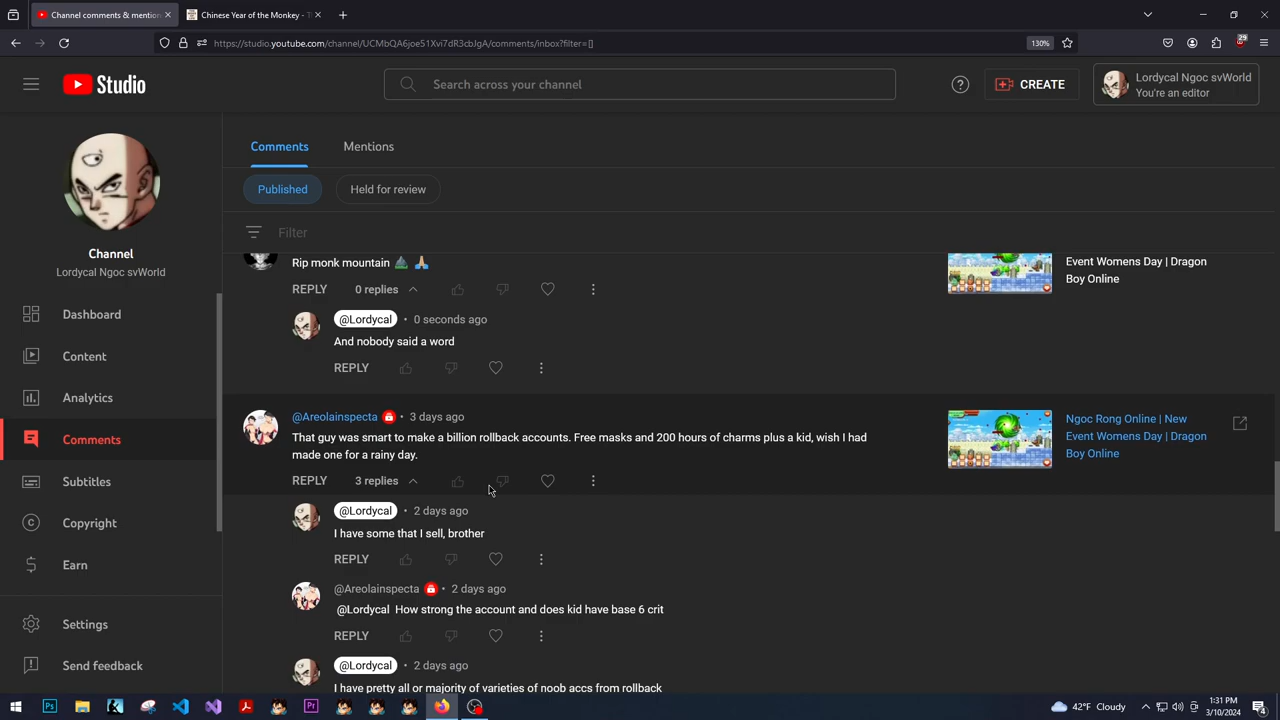 Channel comments & mention
Chinese Year of the Monkey - T
https://studio.youtube.com/channel/UCMbQA6joe51Xvi7dR3cbJgA/comments/inbox?filter=[]
130%
29
Studio
Search across your channel
CREATE
Lordycal Ngoc svWorld
You're an editor
Channel
Lordycal Ngoc svWorld
Dashboard
Content
Analytics
Comments
Subtitles
Copyright
Earn
Settings
Send feedback
Comments
Mentions
Published
Held for review
Filter
Rip monk mountain
REPLY 0 replies
Event Womens Day | Dragon
Boy Online
@Lordycal • 0 seconds ago
And nobody said a word
REPLY
@Areolainspecta • 3 days ago
That guy was smart to make a billion rollback accounts. Free masks and 200 hours of charms plus a kid, wish I had
made one for a rainy day.
REPLY 3 replies
Ngoc Rong Online | New
Event Womens Day | Dragon
Boy Online
@Lordycal • 2 days ago
I have some that I sell, brother
REPLY
@Areolainspecta • 2 days ago
@Lordycal How strong the account and does kid have base 6 crit
REPLY
@Lordycal • 2 days ago
I have pretty all or majority of varieties of noob accs from rollback
42°F Cloudy
1:31 PM
3/10/2024
4